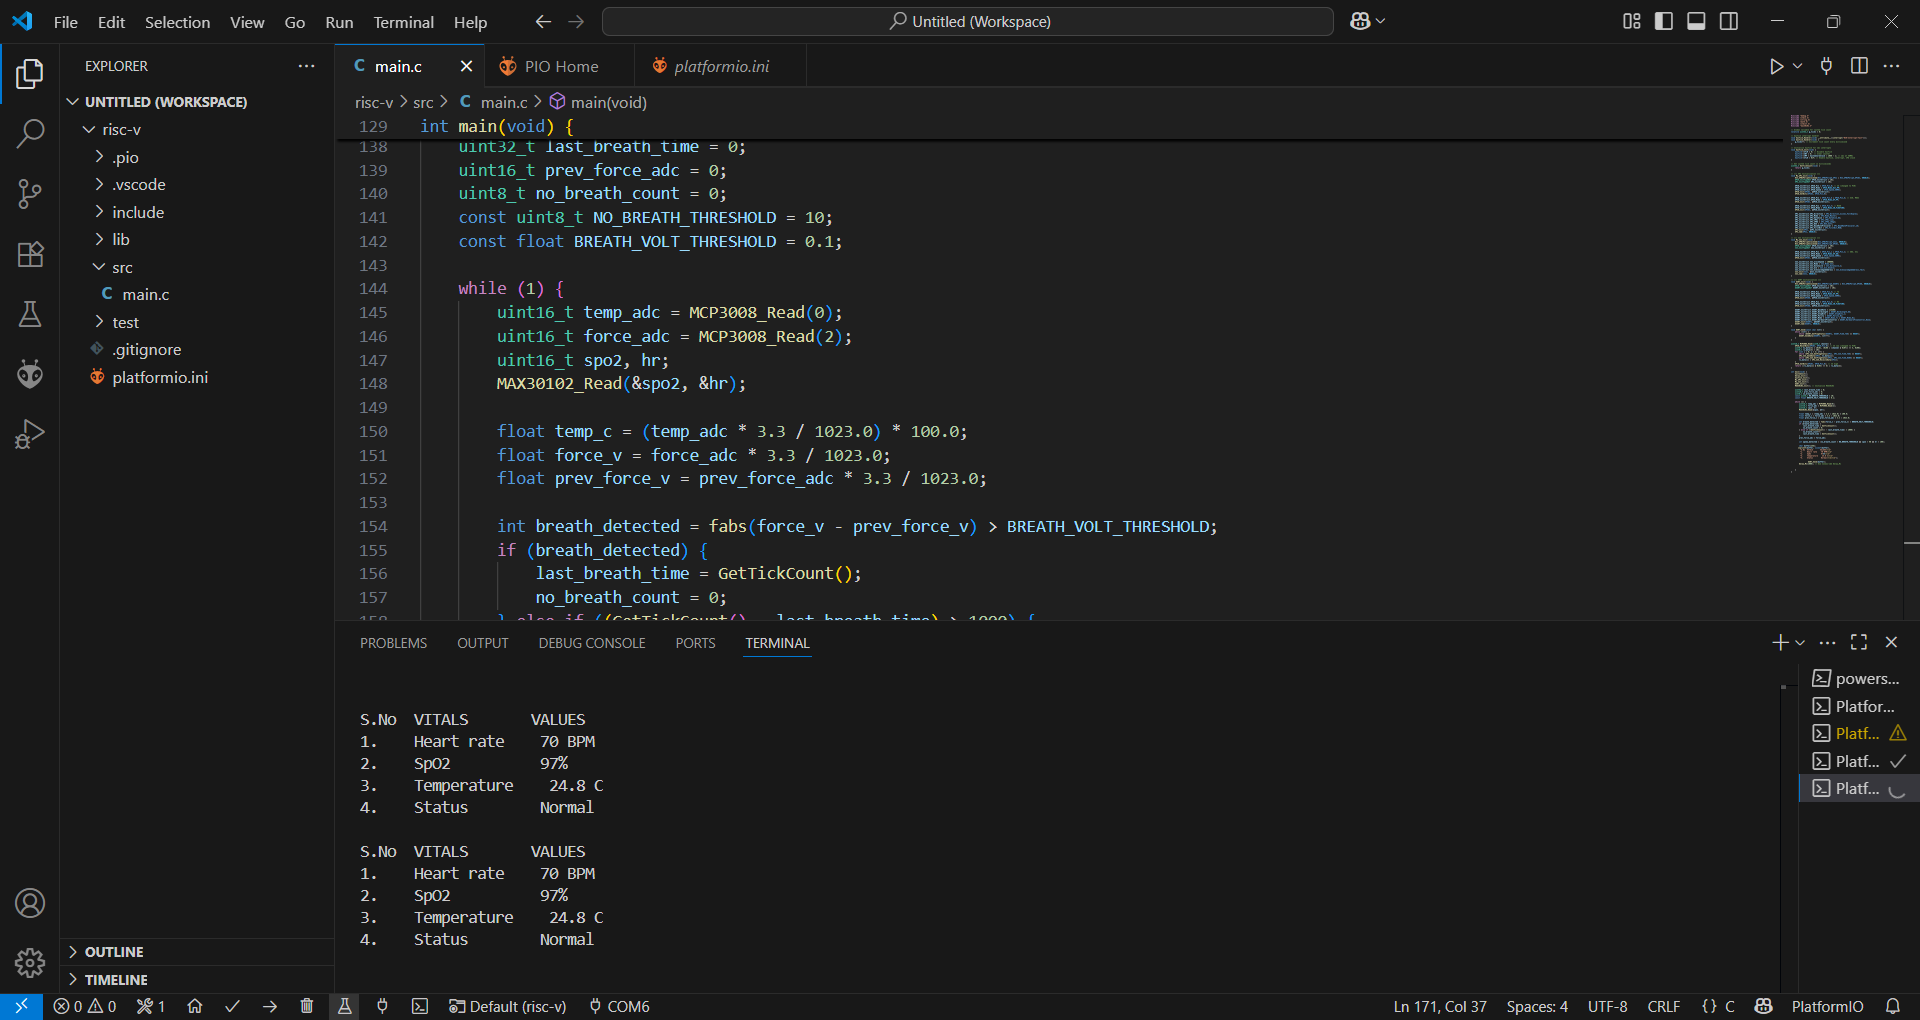 File Edit Selection View Go Run Terminal Help
Untitled (Workspace)
EXPLORER
UNTITLED (WORKSPACE)
risc-v
.pio
.vscode
include
lib
src
C main.c
test
.gitignore
platformio.ini
OUTLINE
TIMELINE
C main.c
PIO Home
platformio.ini
risc-v > src > C main.c > main(void)
129 int main(void) {
138 uint32_t last_breath_time = 0;
139 uint16_t prev_force_adc = 0;
140 uint8_t no_breath_count = 0;
141 const uint8_t NO_BREATH_THRESHOLD = 10;
142 const float BREATH_VOLT_THRESHOLD = 0.1;
143
144 while (1) {
145 uint16_t temp_adc = MCP3008_Read(0);
146 uint16_t force_adc = MCP3008_Read(2);
147 uint16_t spo2, hr;
148 MAX30102_Read(&spo2, &hr);
149
150 float temp_c = (temp_adc * 3.3 / 1023.0) * 100.0;
151 float force_v = force_adc * 3.3 / 1023.0;
152 float prev_force_v = prev_force_adc * 3.3 / 1023.0;
153
154 int breath_detected = fabs(force_v - prev_force_v) > BREATH_VOLT_THRESHOLD;
155 if (breath_detected) {
156 last_breath_time = GetTickCount();
157 no_breath_count = 0;
158 } else if ((GetTickCount() - last_breath_time) > 1000) {
PROBLEMS OUTPUT DEBUG CONSOLE PORTS TERMINAL
S.No VITALS VALUES
1. Heart rate 70 BPM
2. SpO2 97%
3. Temperature 24.8 C
4. Status Normal
S.No VITALS VALUES
1. Heart rate 70 BPM
2. SpO2 97%
3. Temperature 24.8 C
4. Status Normal
powers...
Platfor...
Platf...
Platf...
Platf...
0 0 1 Default (risc-v) COM6
Ln 171, Col 37 Spaces: 4 UTF-8 CRLF {} C PlatformIO